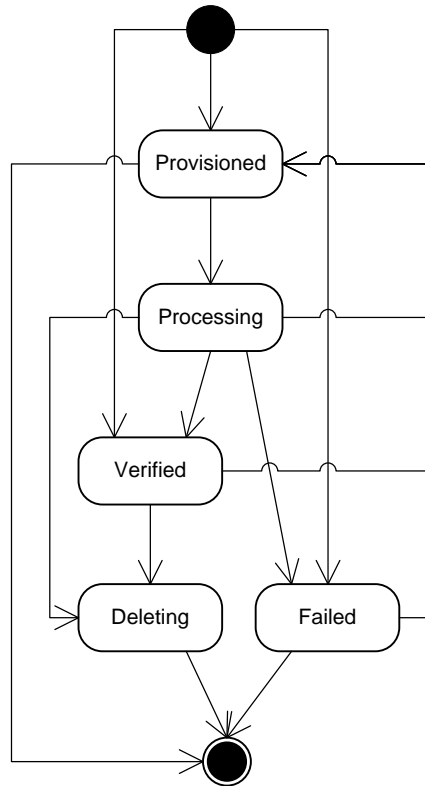 Provisioned
Processing
Verified
Deleting
Failed